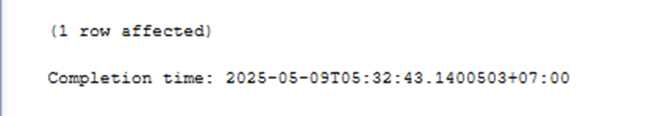 (1 row affected)
Completion time: 2025-05-09T05:32:43.1400503+07:00